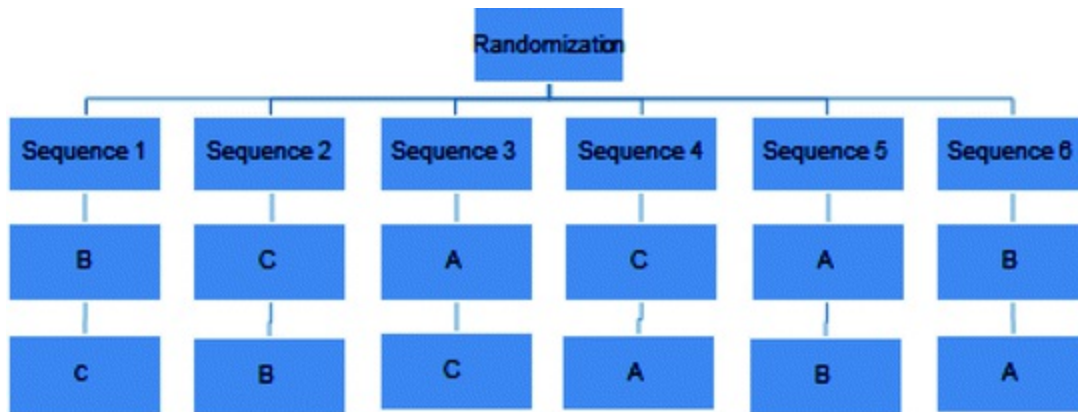 Randomization
Sequence 1 Sequence 2 Sequence 3 Sequence 4 Sequence 5 Sequence 6
B C A C A B
c B C A B A